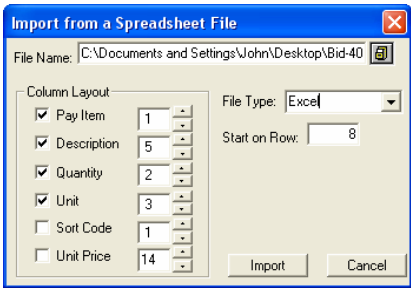 Import from a Spreadsheet File
File Name: C:\Documents and Settings\John\Desktop\Bid-40
Column Layout
Pay Item 1
Description 5
Quantity 2
Unit 3
Sort Code 1
Unit Price 14
File Type: Excel
Start on Row: 8
Import Cancel